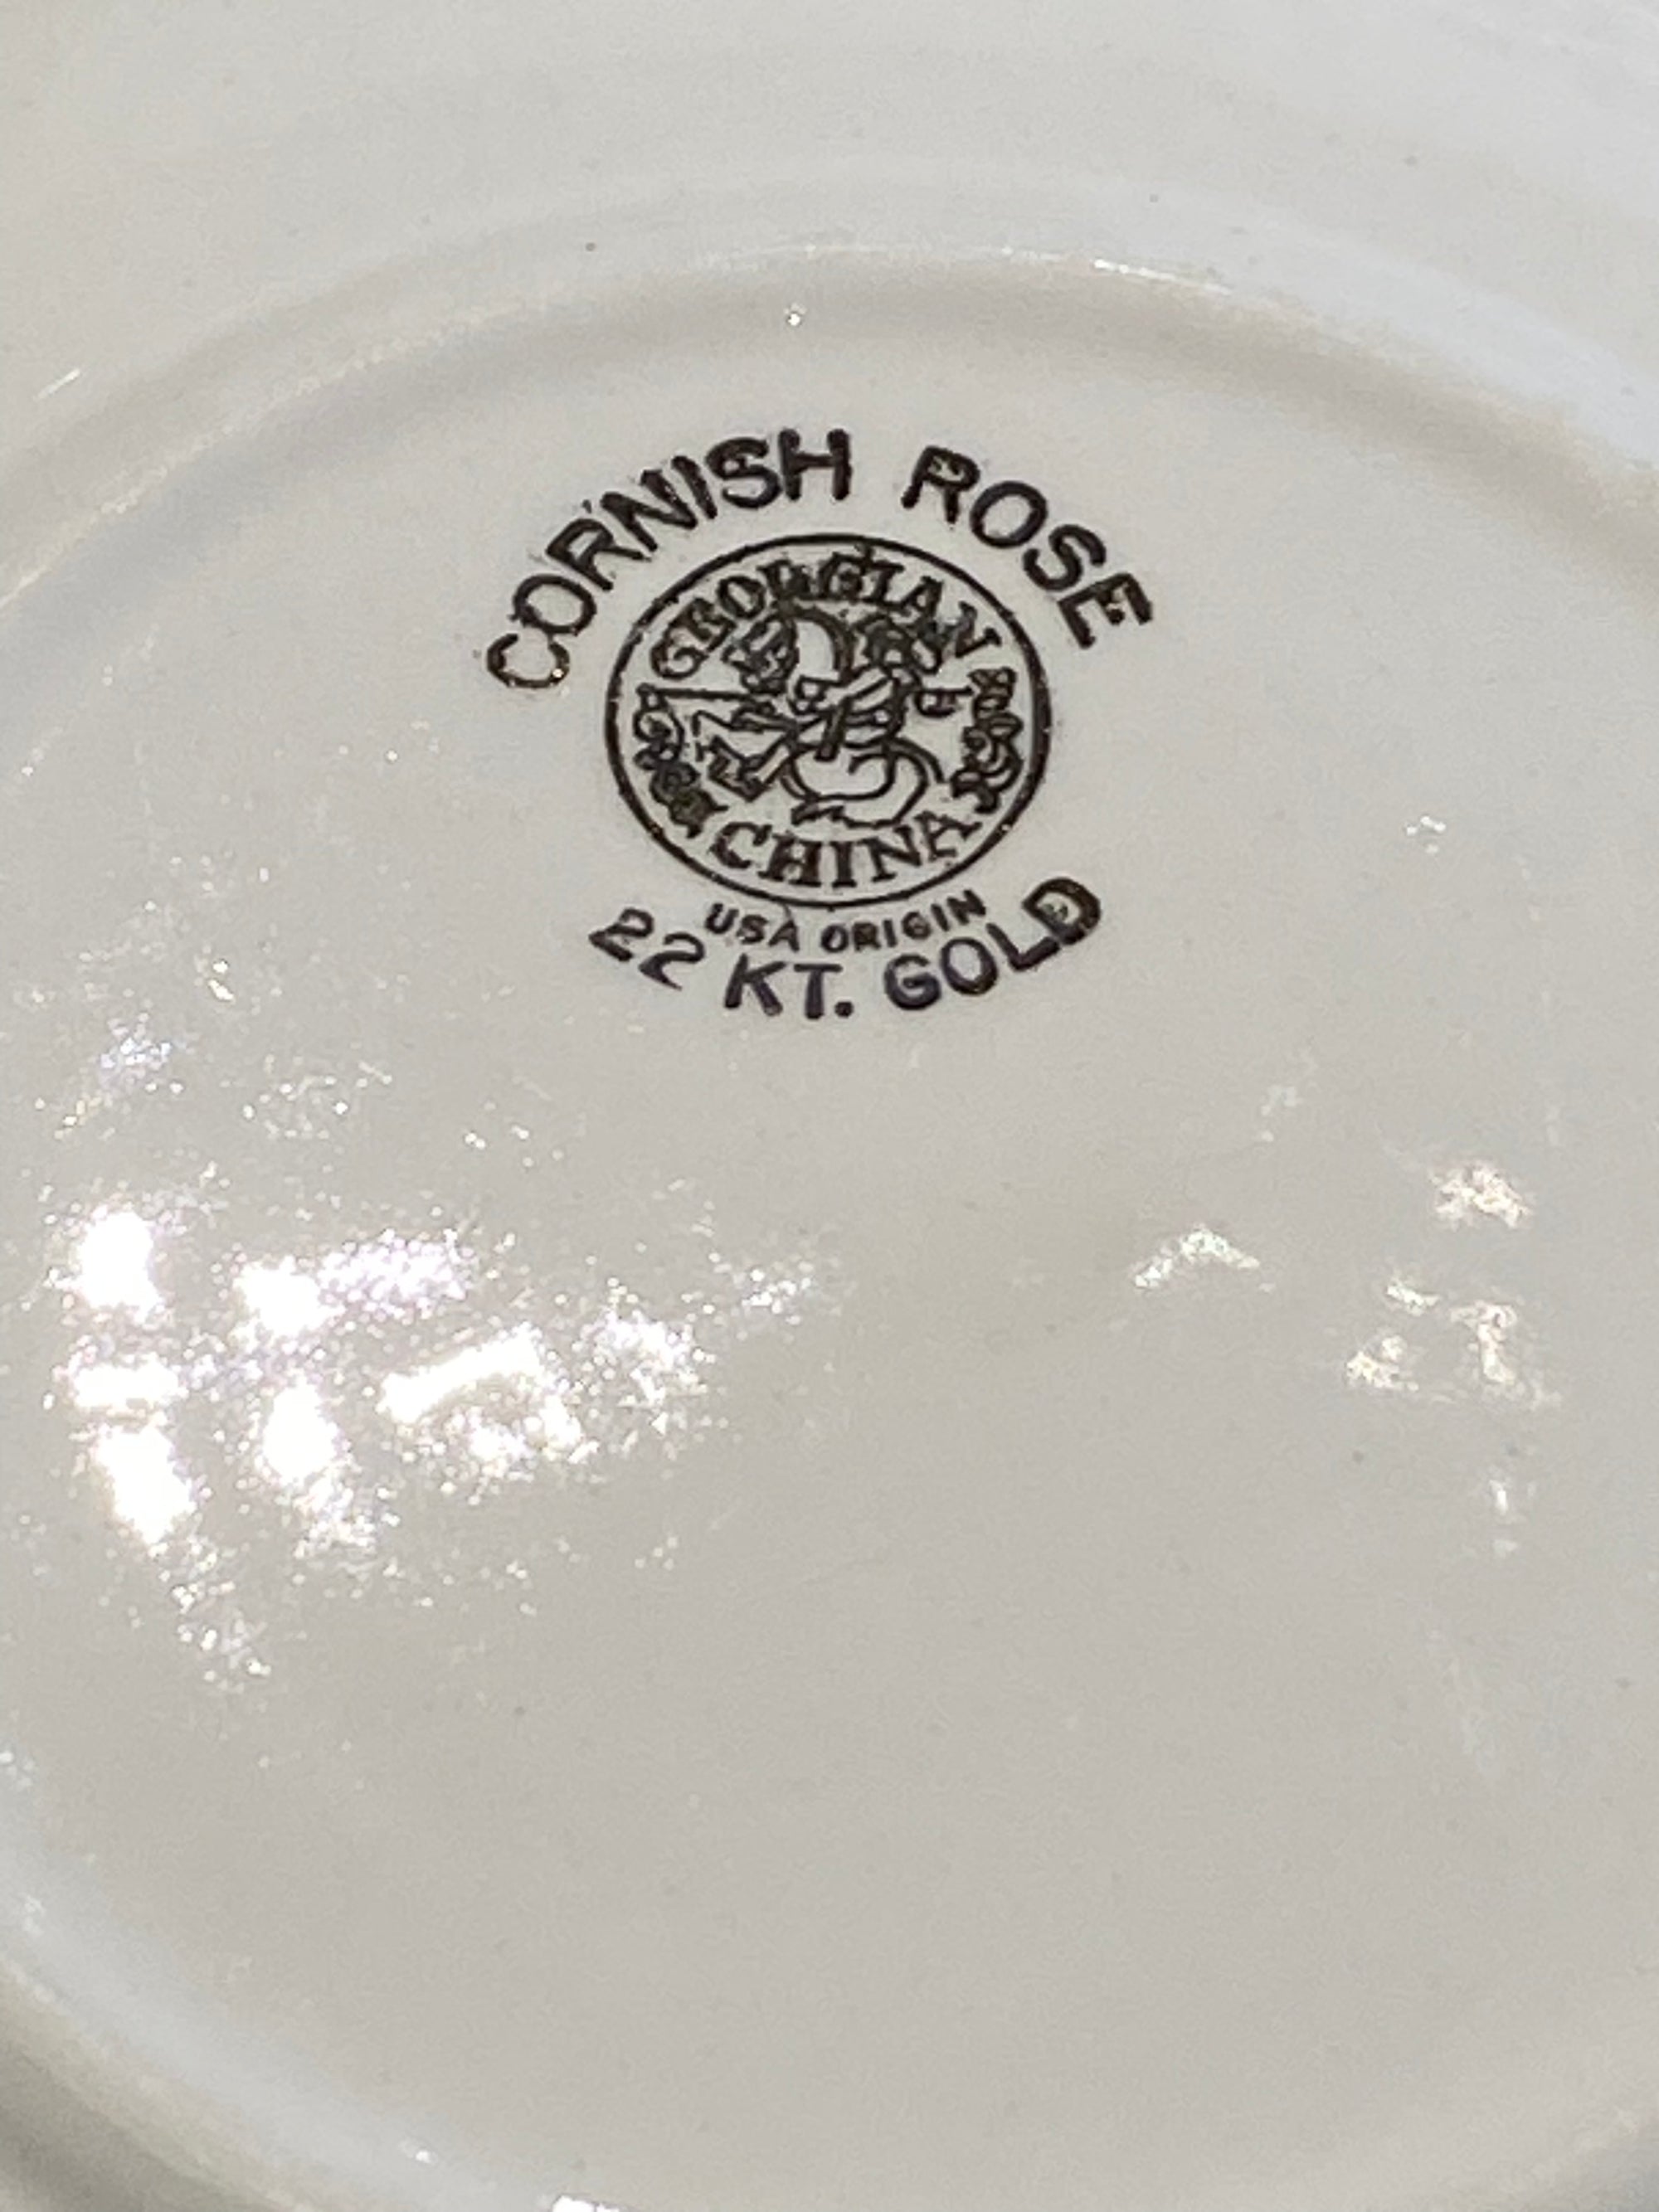 CORNISH ROSE
GEORGIAN
CHINA
USA ORIGIN
22 KT. GOLD